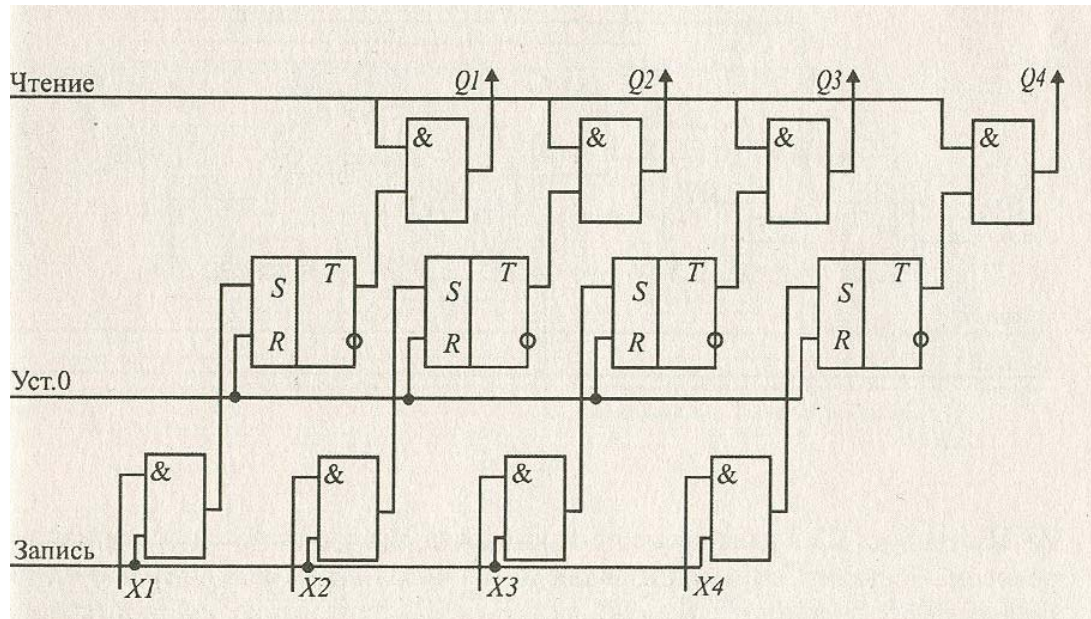 Чтение
Q1 Q2 Q3 Q4
& & & &
S T S T S T S T
R R R R
Уст.0
& & & &
Запись
X1 X2 X3 X4